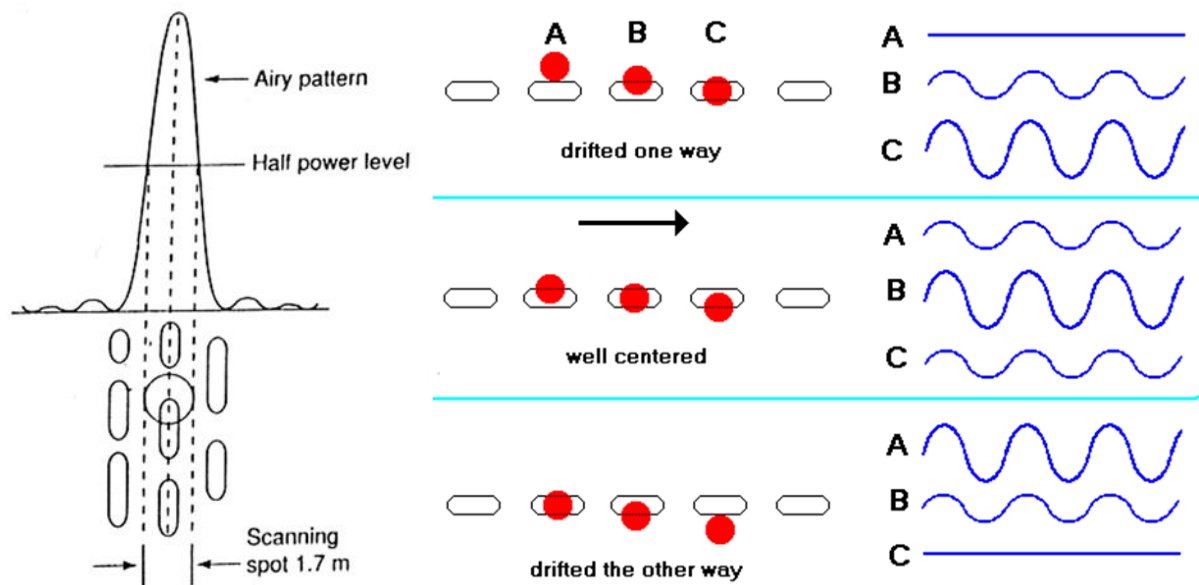 Airy pattern
Half power level
Scanning
spot 1.7 m
A B C
drifted one way
A
B
C
well centered
A
B
C
drifted the other way
A
B
C